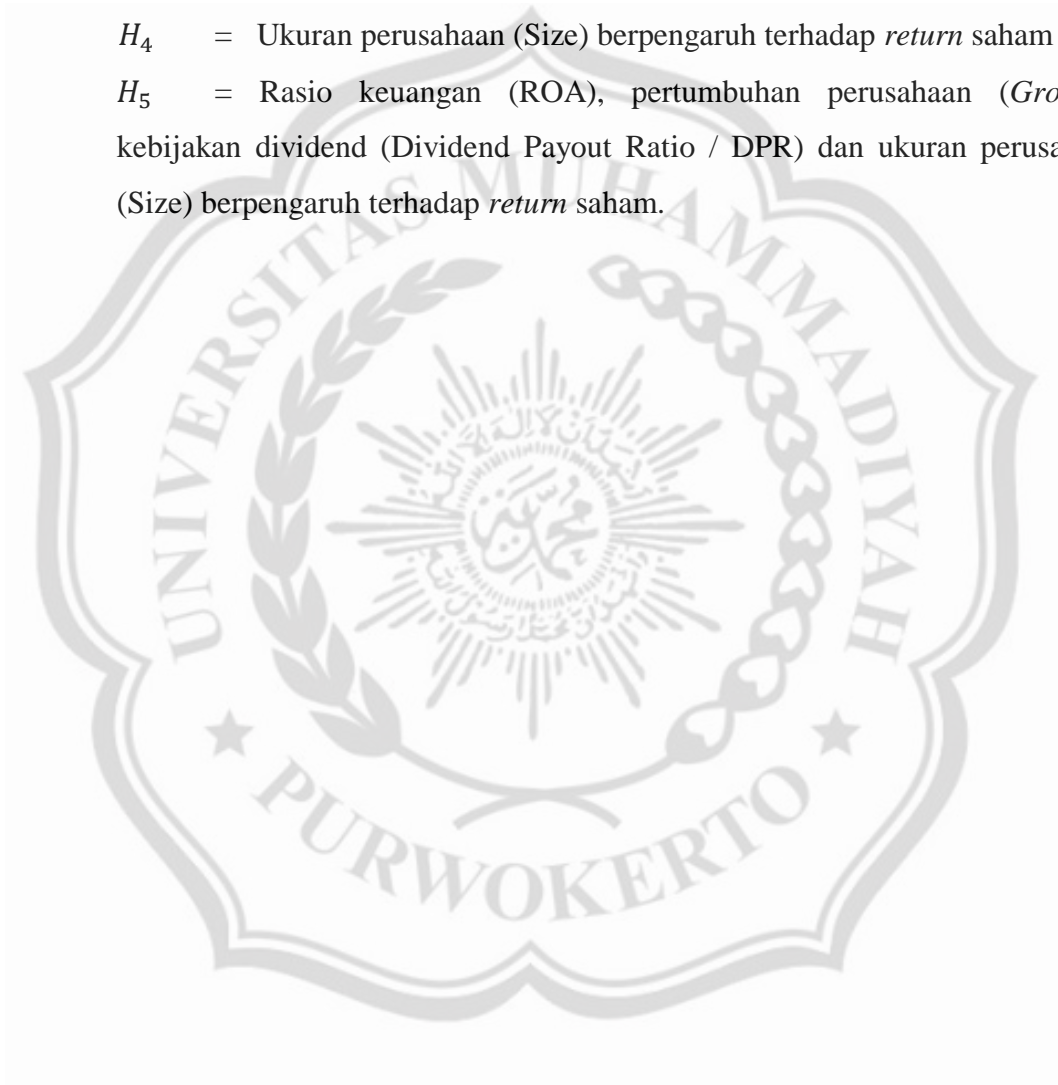 H₄ = Ukuran perusahaan (Size) berpengaruh terhadap return saham
H₅ = Rasio keuangan (ROA), pertumbuhan perusahaan (Gro
kebijakan dividend (Dividend Payout Ratio / DPR) dan ukuran perusa
(Size) berpengaruh terhadap return saham.
UNIVERSITAS MUHAMMADIYAH
PURWOKERTO